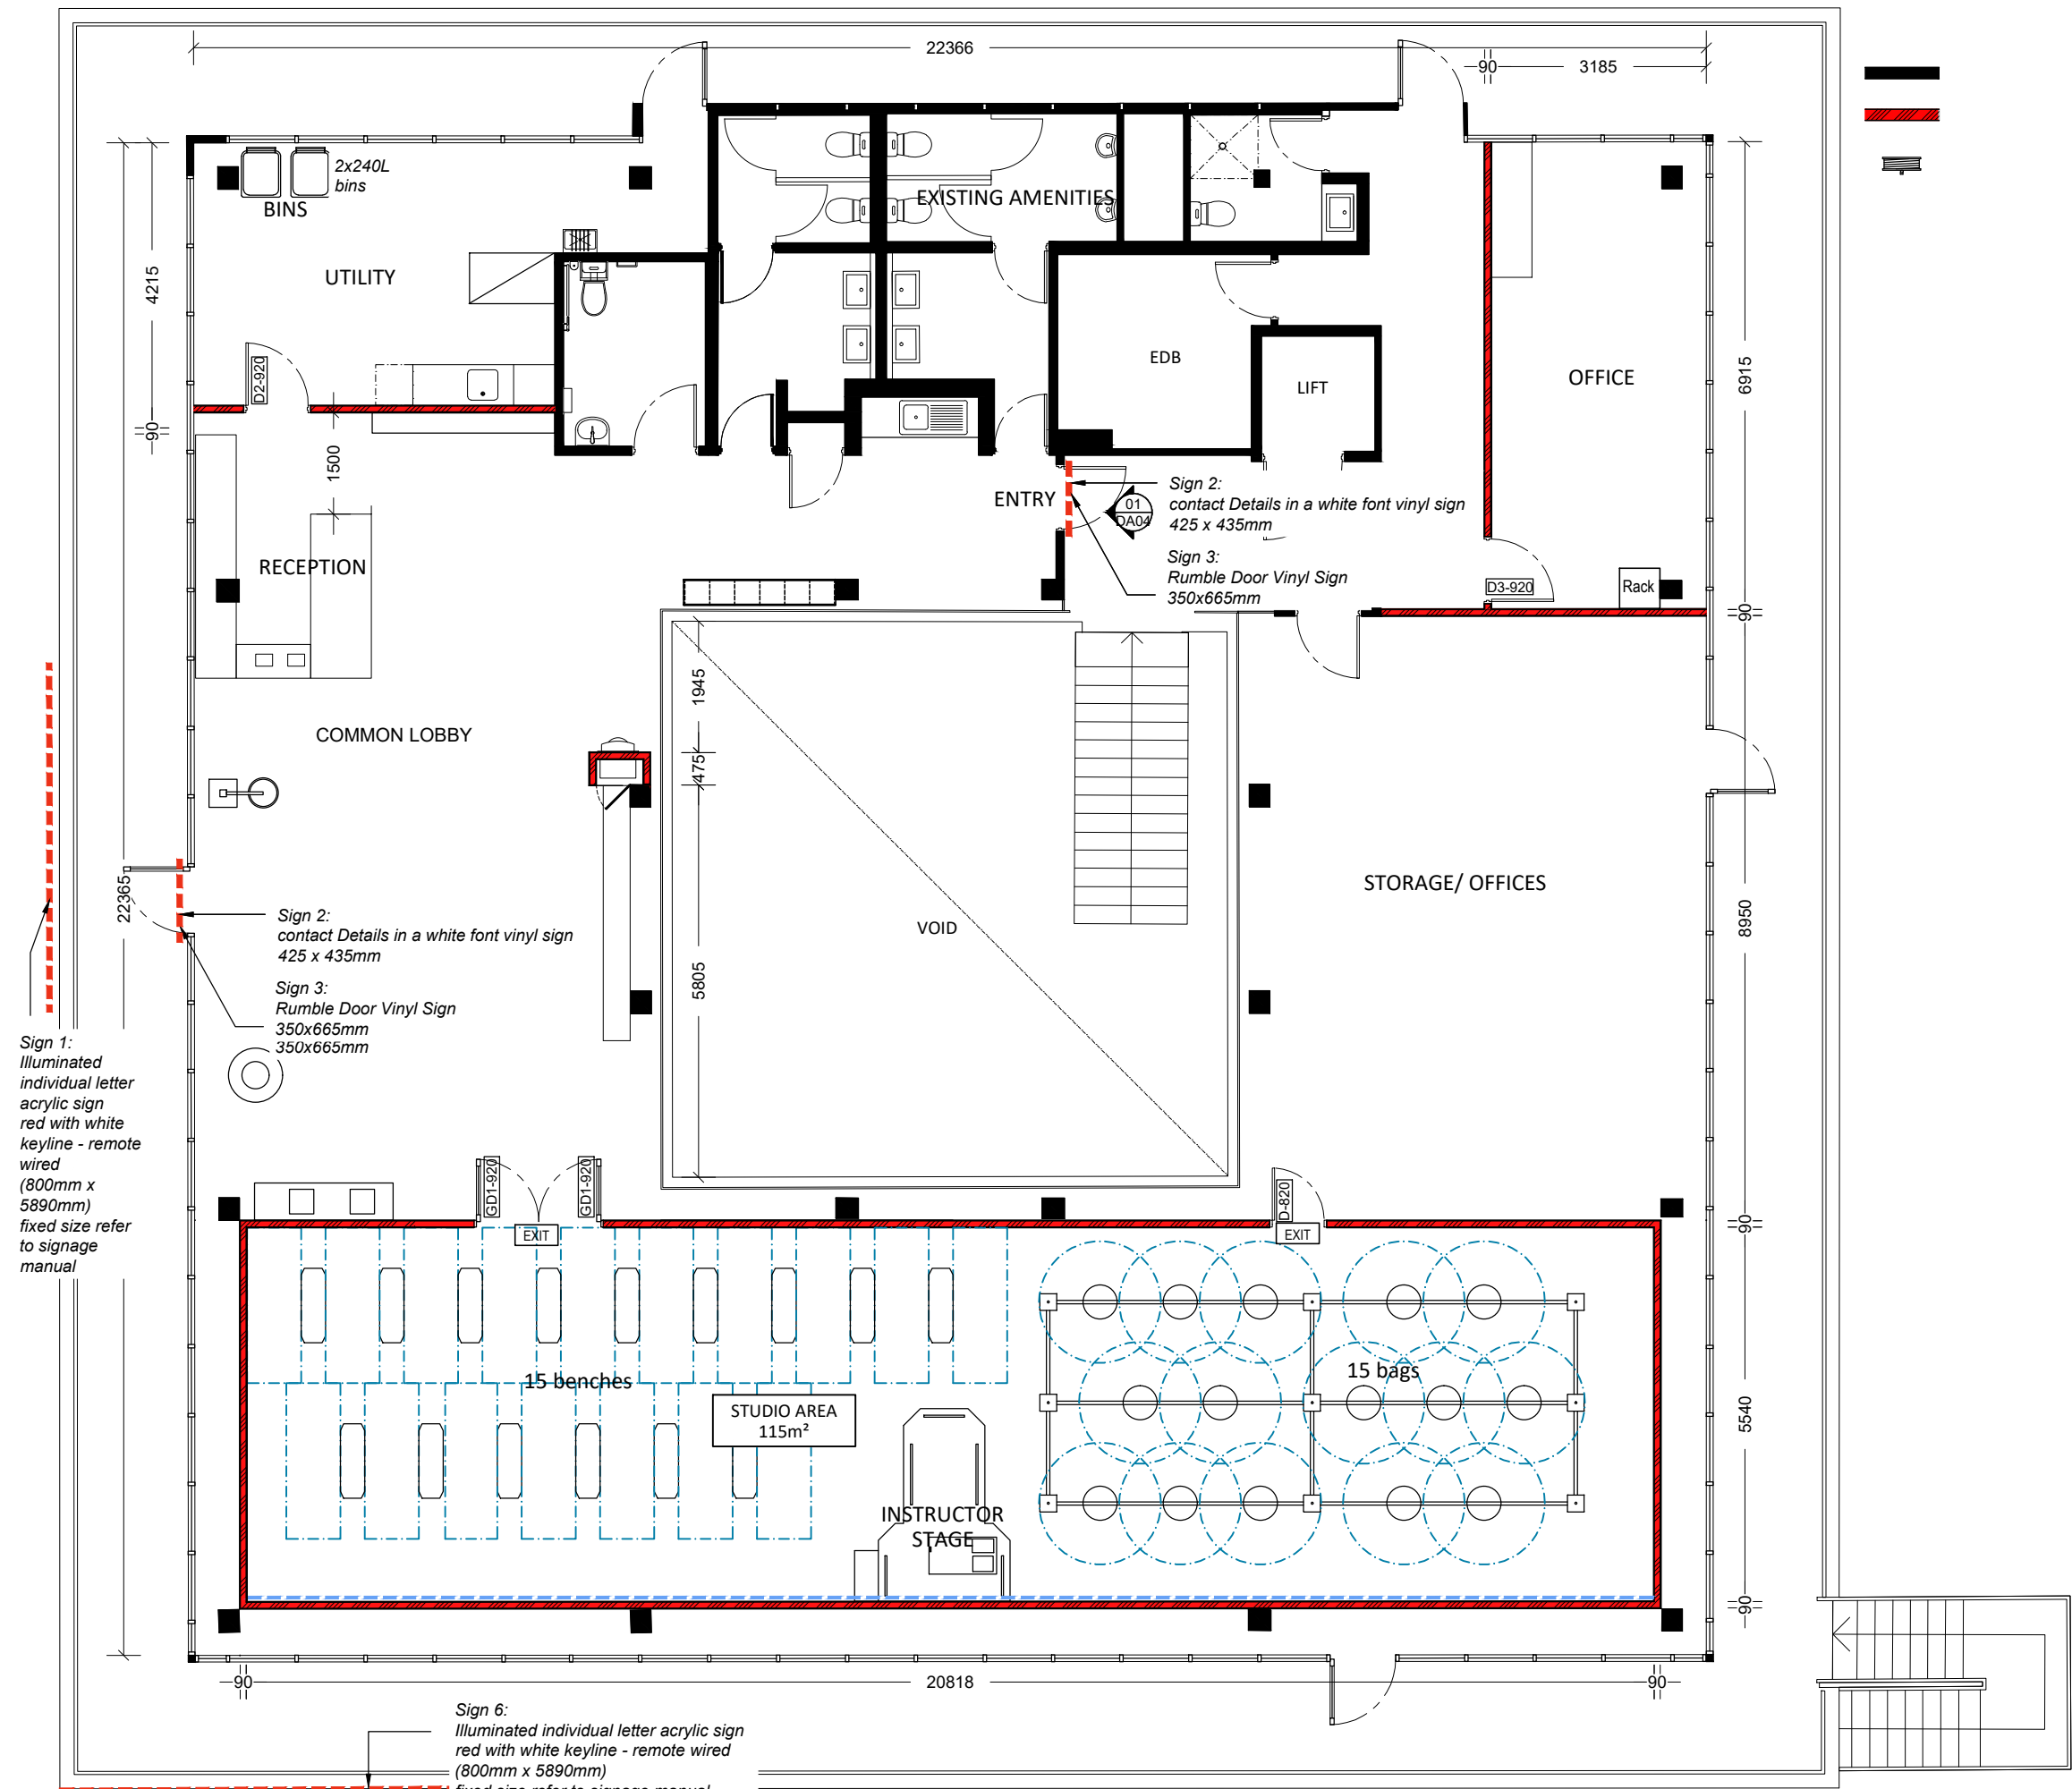 22366
90
3185
2x240L
bins
BINS
EXISTING AMENITIES
UTILITY
4215
D2-920
EDB
LIFT
OFFICE
6915
90
1500
ENTRY
01
DA04
Sign 2:
contact Details in a white font vinyl sign
425 x 435mm
Sign 3:
Rumble Door Vinyl Sign
350x665mm
RECEPTION
D3-920
Rack
90
1945
COMMON LOBBY
475
22365
STORAGE/ OFFICES
VOID
8950
Sign 2:
contact Details in a white font vinyl sign
425 x 435mm
5805
Sign 3:
Rumble Door Vinyl Sign
350x665mm
350x665mm
Sign 1:
Illuminated
individual letter
acrylic sign
red with white
keyline - remote
wired
(800mm x
5890mm)
fixed size refer
to signage
manual
GD1-920
GD1-920
D-820
EXIT
EXIT
90
15 benches
15 bags
STUDIO AREA
115m²
5540
INSTRUCTOR
STAGE
90
90
20818
90
Sign 6:
Illuminated individual letter acrylic sign
red with white keyline - remote wired
(800mm x 5890mm)
fixed size refer to signage manual